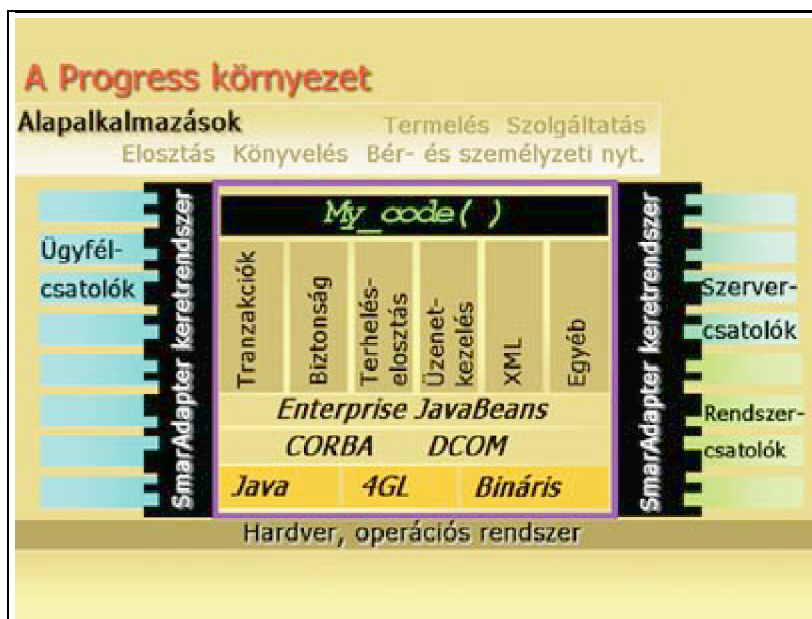 A Progress környezet
Alapalkalmazások
Termelés Szolgáltatás
Elosztás Könyvelés Bér- és személyzeti nyt.
Ügyfél-
csatolók
SmarAdapter keretrendszer
My_code( )
Tranzakciók
Biztonság
Terhelés-
elosztás
Üzenet-
kezelés
XML
Egyéb
Enterprise JavaBeans
CORBA DCOM
Java 4GL Bináris
SmarAdapter keretrendszer
Szerver-
csatolók
Rendszer-
csatolók
Hardver, operációs rendszer